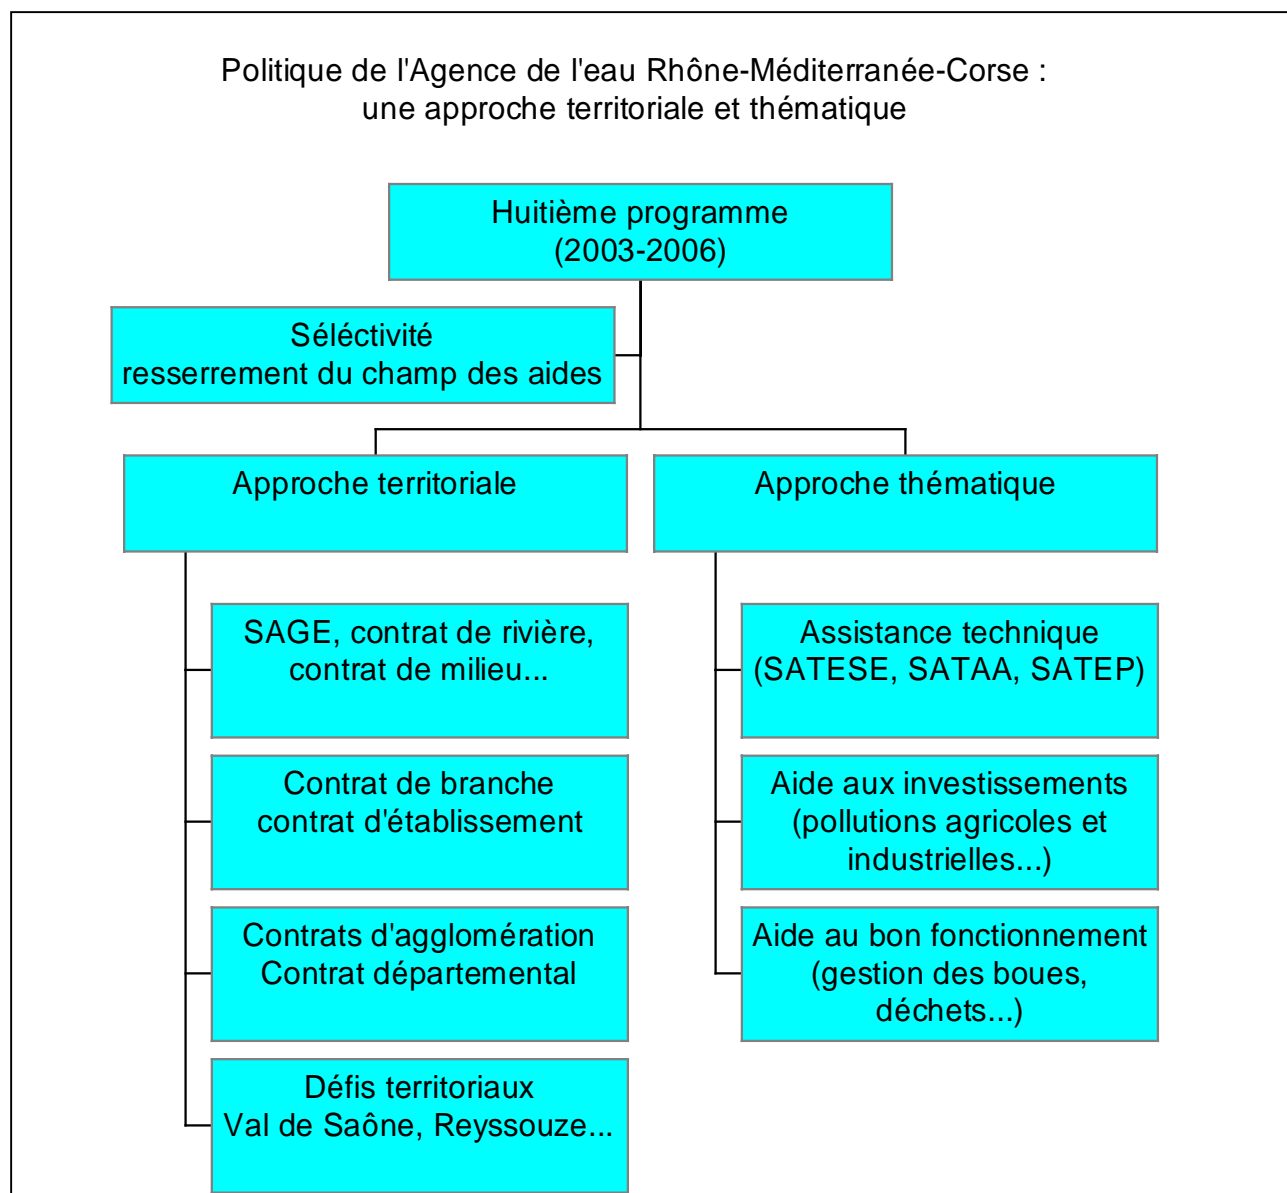 Politique de l'Agence de l'eau Rhône-Méditerranée-Corse :
une approche territoriale et thématique
Huitième programme
(2003-2006)
Séléctivité
resserrement du champ des aides
Approche territoriale
SAGE, contrat de rivière,
contrat de milieu...
Contrat de branche
contrat d'établissement
Contrats d'agglomération
Contrat départemental
Défis territoriaux
Val de Saône, Reyssouze...
Approche thématique
Assistance technique
(SATESE, SATAA, SATEP)
Aide aux investissements
(pollutions agricoles et
industrielles...)
Aide au bon fonctionnement
(gestion des boues,
déchets...)